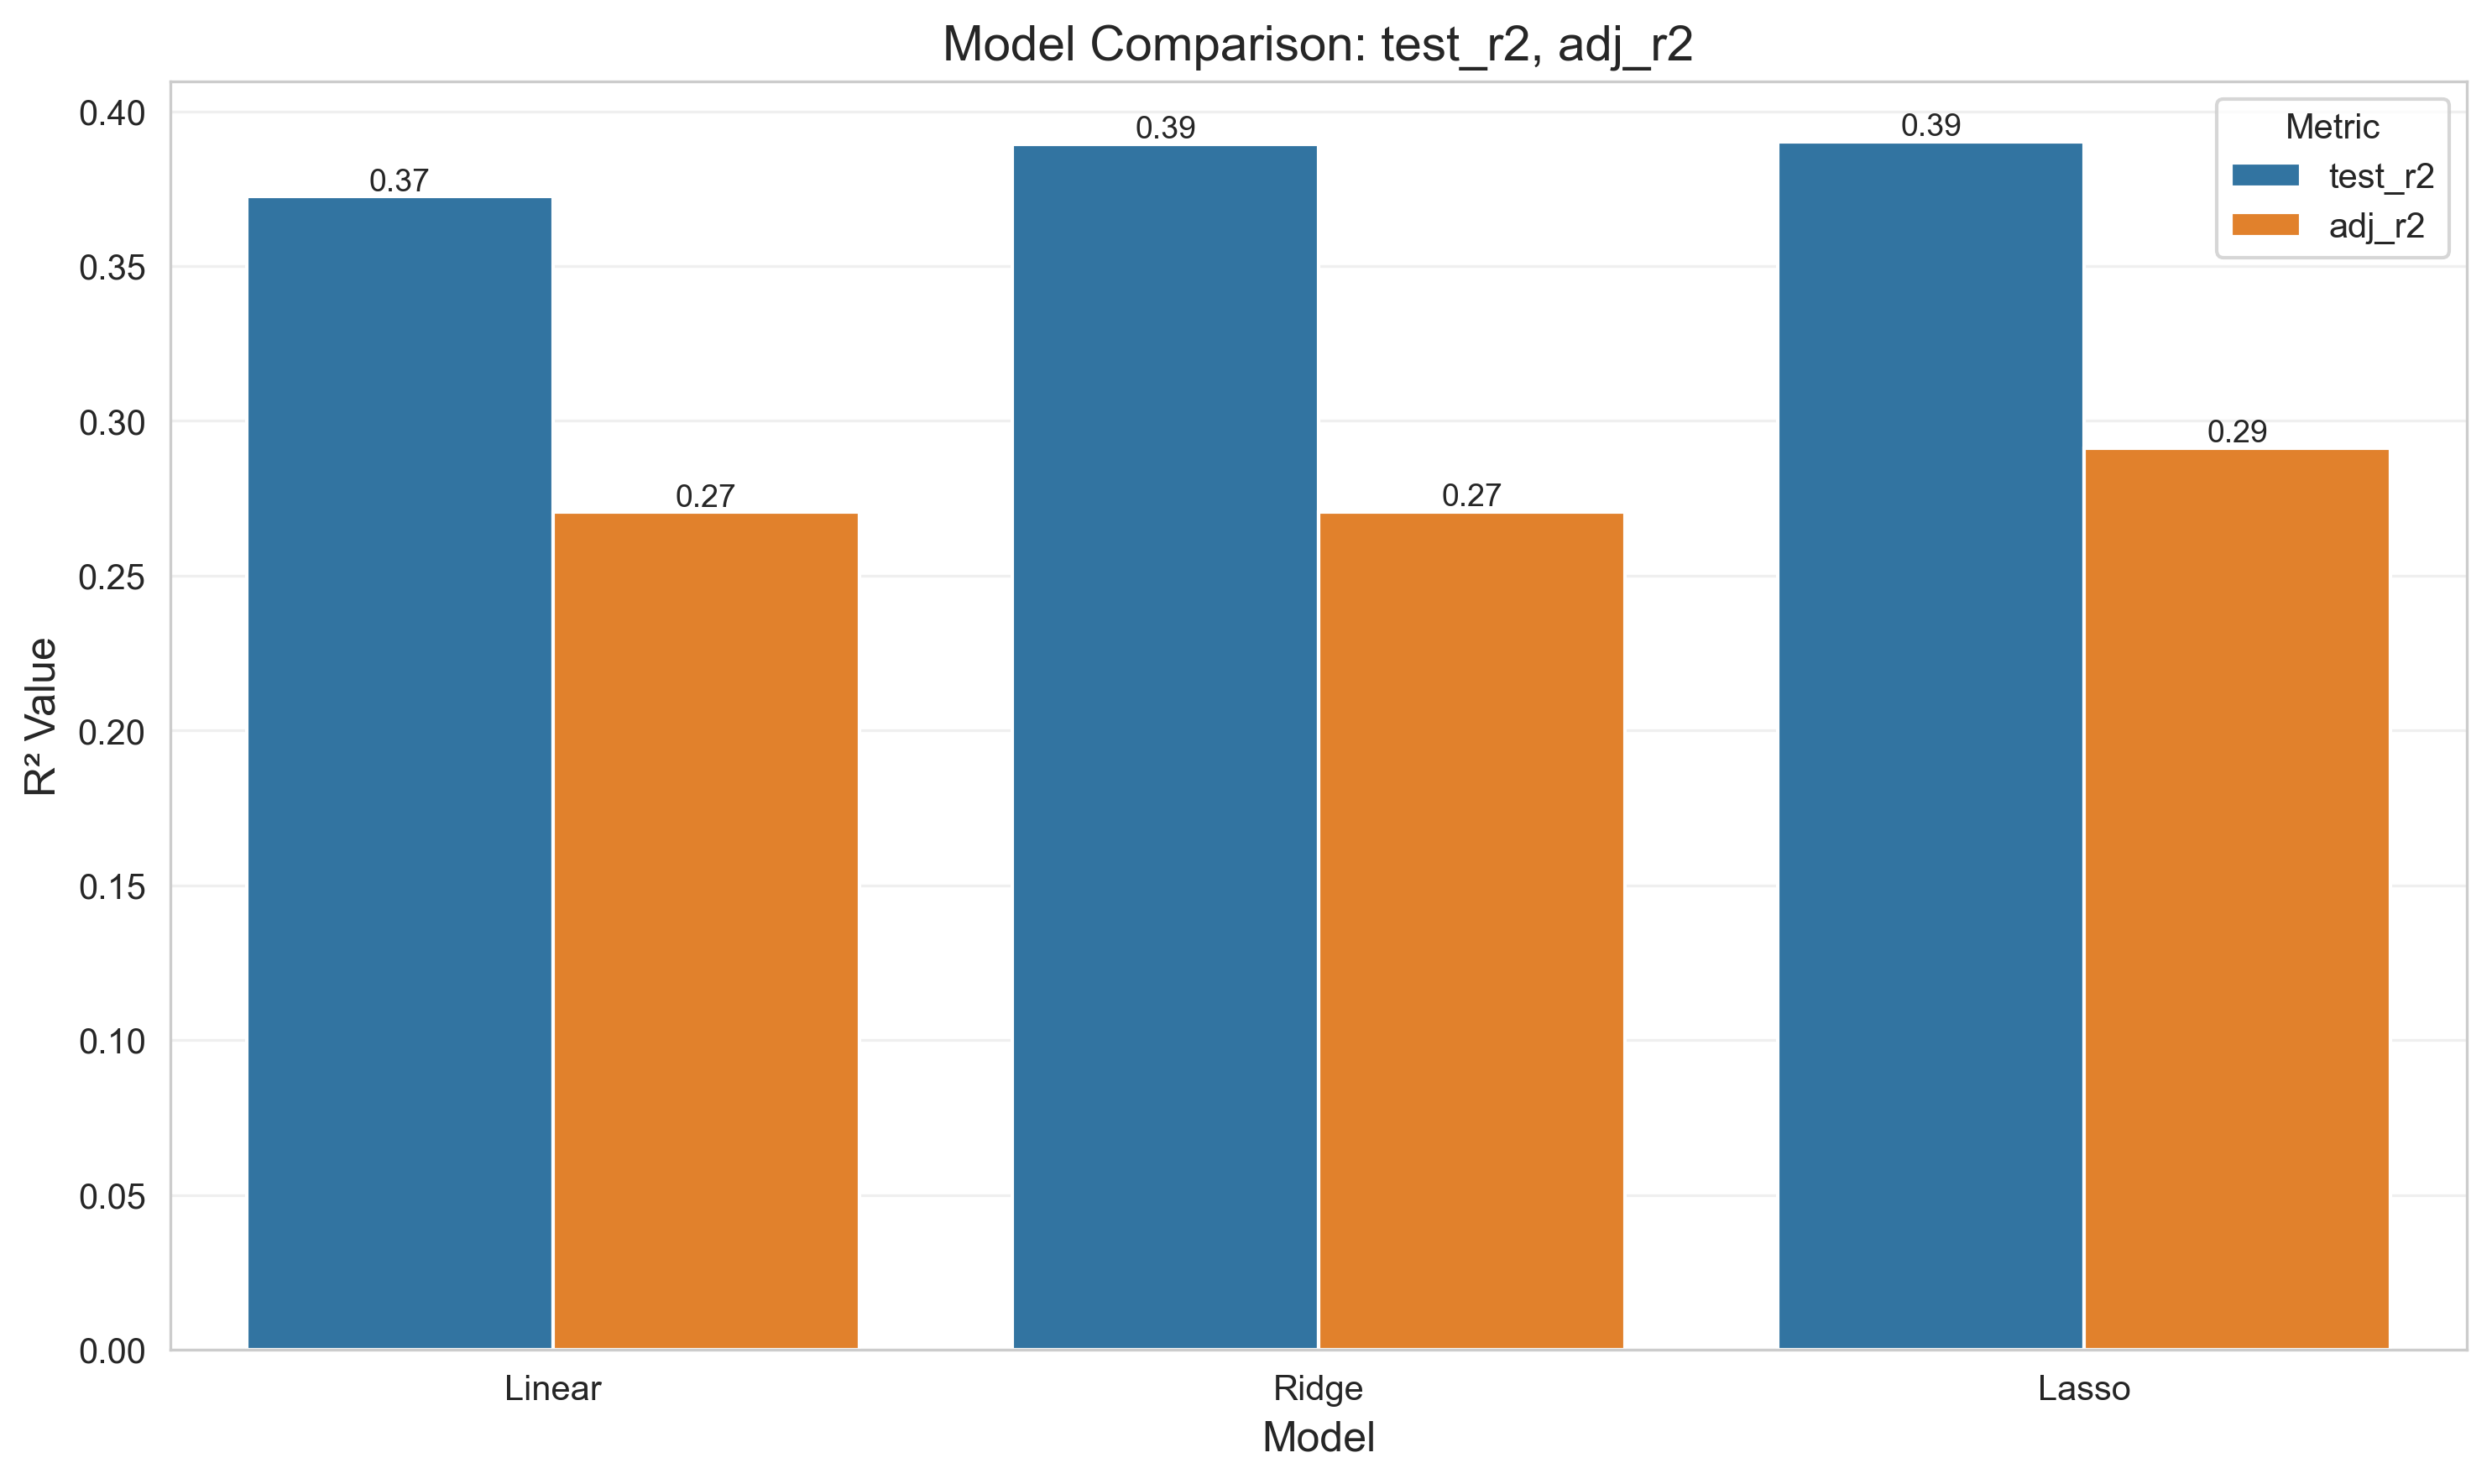 Model Comparison: test_r2, adj_r2
Metric
test_r2
adj_r2
R² Value
0.40
0.35
0.30
0.25
0.20
0.15
0.10
0.05
0.00
0.37
0.27
0.39
0.27
0.39
0.29
Linear
Ridge
Lasso
Model